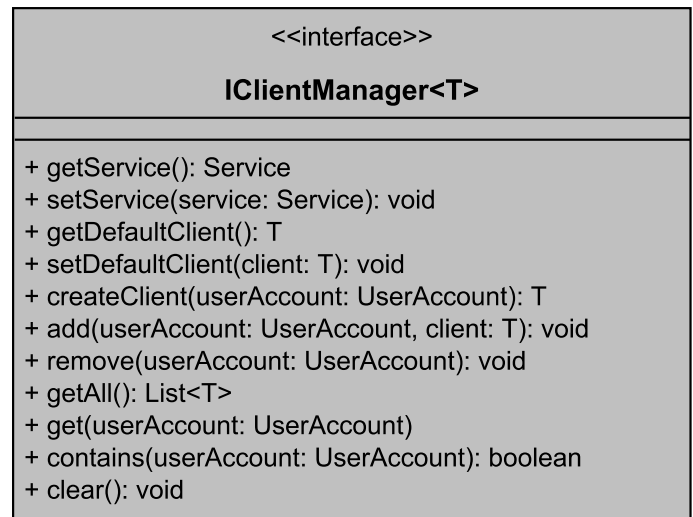 <<interface>>
IClientManager<T>
+ getService(): Service
+ setService(service: Service): void
+ getDefaultClient(): T
+ setDefaultClient(client: T): void
+ createClient(userAccount: UserAccount): T
+ add(userAccount: UserAccount, client: T): void
+ remove(userAccount: UserAccount): void
+ getAll(): List<T>
+ get(userAccount: UserAccount)
+ contains(userAccount: UserAccount): boolean
+ clear(): void